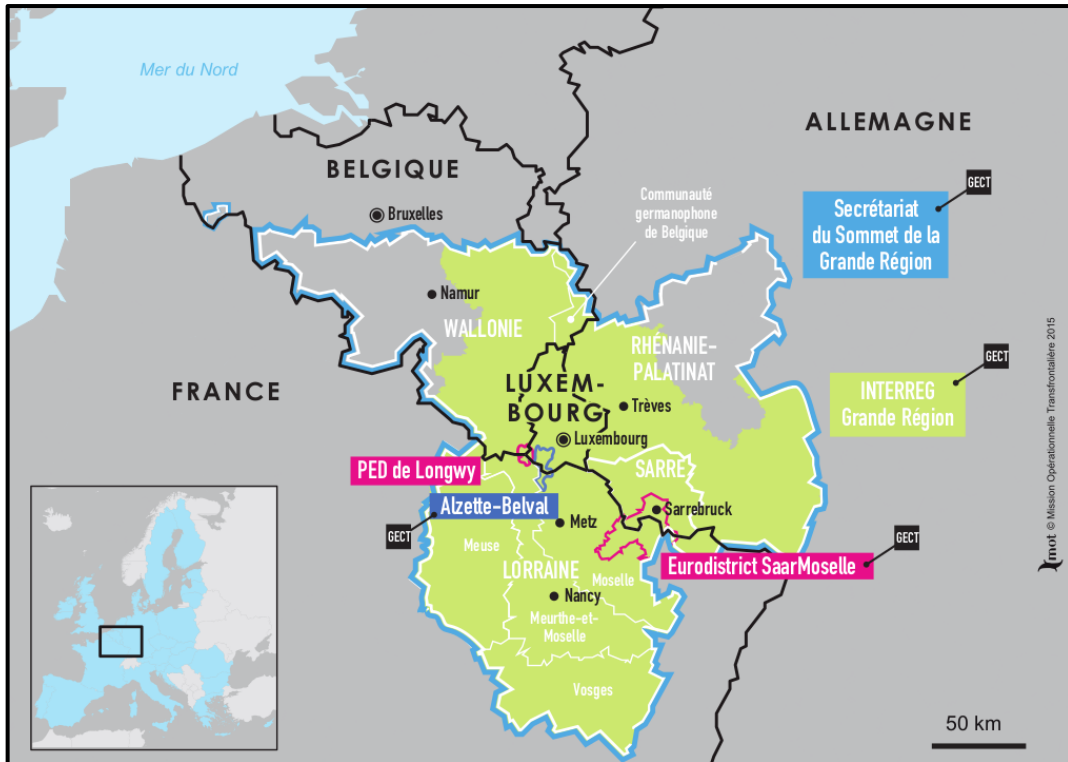 Mer du Nord
ALLEMAGNE
BELGIQUE
GECT
Communauté
germanophone
de Belgique
Bruxelles
Secrétariat
du Sommet de la
Grande Région
Namur
WALLONIE
RHÉNANIE-
PALATINAT
GECT
FRANCE
LUXEM-
BOURG
INTERREG
Grande Région
Trèves
Luxembourg
PED de Longwy
SARRE
Alzette-Belval
Sarrebruck
Metz
GECT
GECT
Meuse
Eurodistrict SaarMoselle
LORRAINE
Moselle
Nancy
Meurthe-et-
Moselle
Vosges
50 km
mot © Mission Opérationnelle Transfrontalière 2015